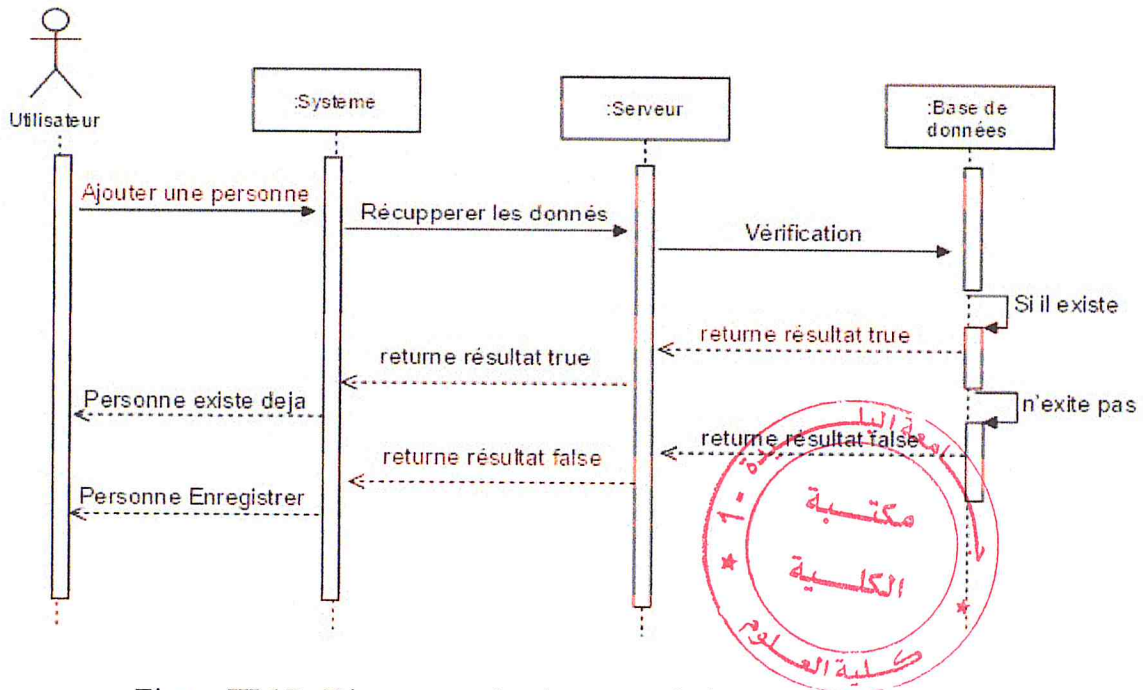 Utilisateur
:Systeme
:Serveur
:Base de
données
Ajouter une personne
Récupperer les donnés
Vérification
Si il existe
returne résultat true
returne résultat true
Personne existe deja
n'exite pas
returne résultat false
returne résultat false
Personne Enregistrer
مكتبة
الكلية
كلية العلوم